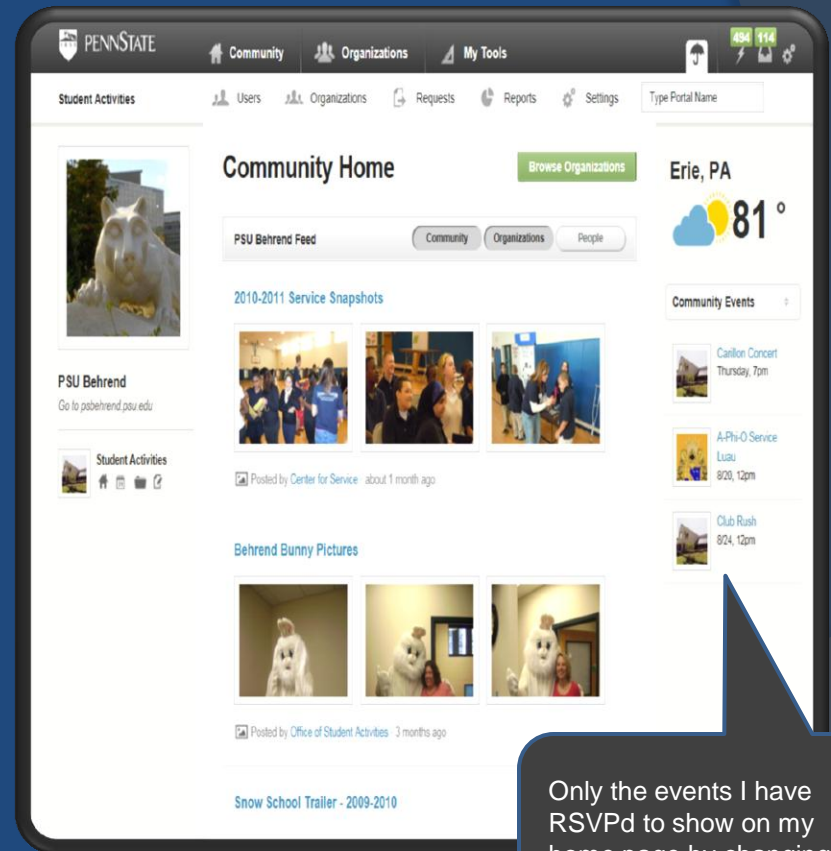 PENNSTATE
Community
Organizations
My Tools
494 114
Student Activities
Users
Organizations
Requests
Reports
Settings
Type Portal Name
Community Home
Browse Organizations
PSU Behrend Feed
Community
Organizations
People
2010-2011 Service Snapshots
Posted by Center for Service about 1 month ago
Behrend Bunny Pictures
Posted by Office of Student Activities 3 months ago
Snow School Trailer - 2009-2010
PSU Behrend
Go to psbehrend.psu.edu
Student Activities
Erie, PA
81°
Community Events
Carillon Concert
Thursday, 7pm
A-Phi-O Service
Luau
8/20, 12pm
Club Rush
8/24, 12pm
Only the events I have
RSVPd to show on my
home page by changing